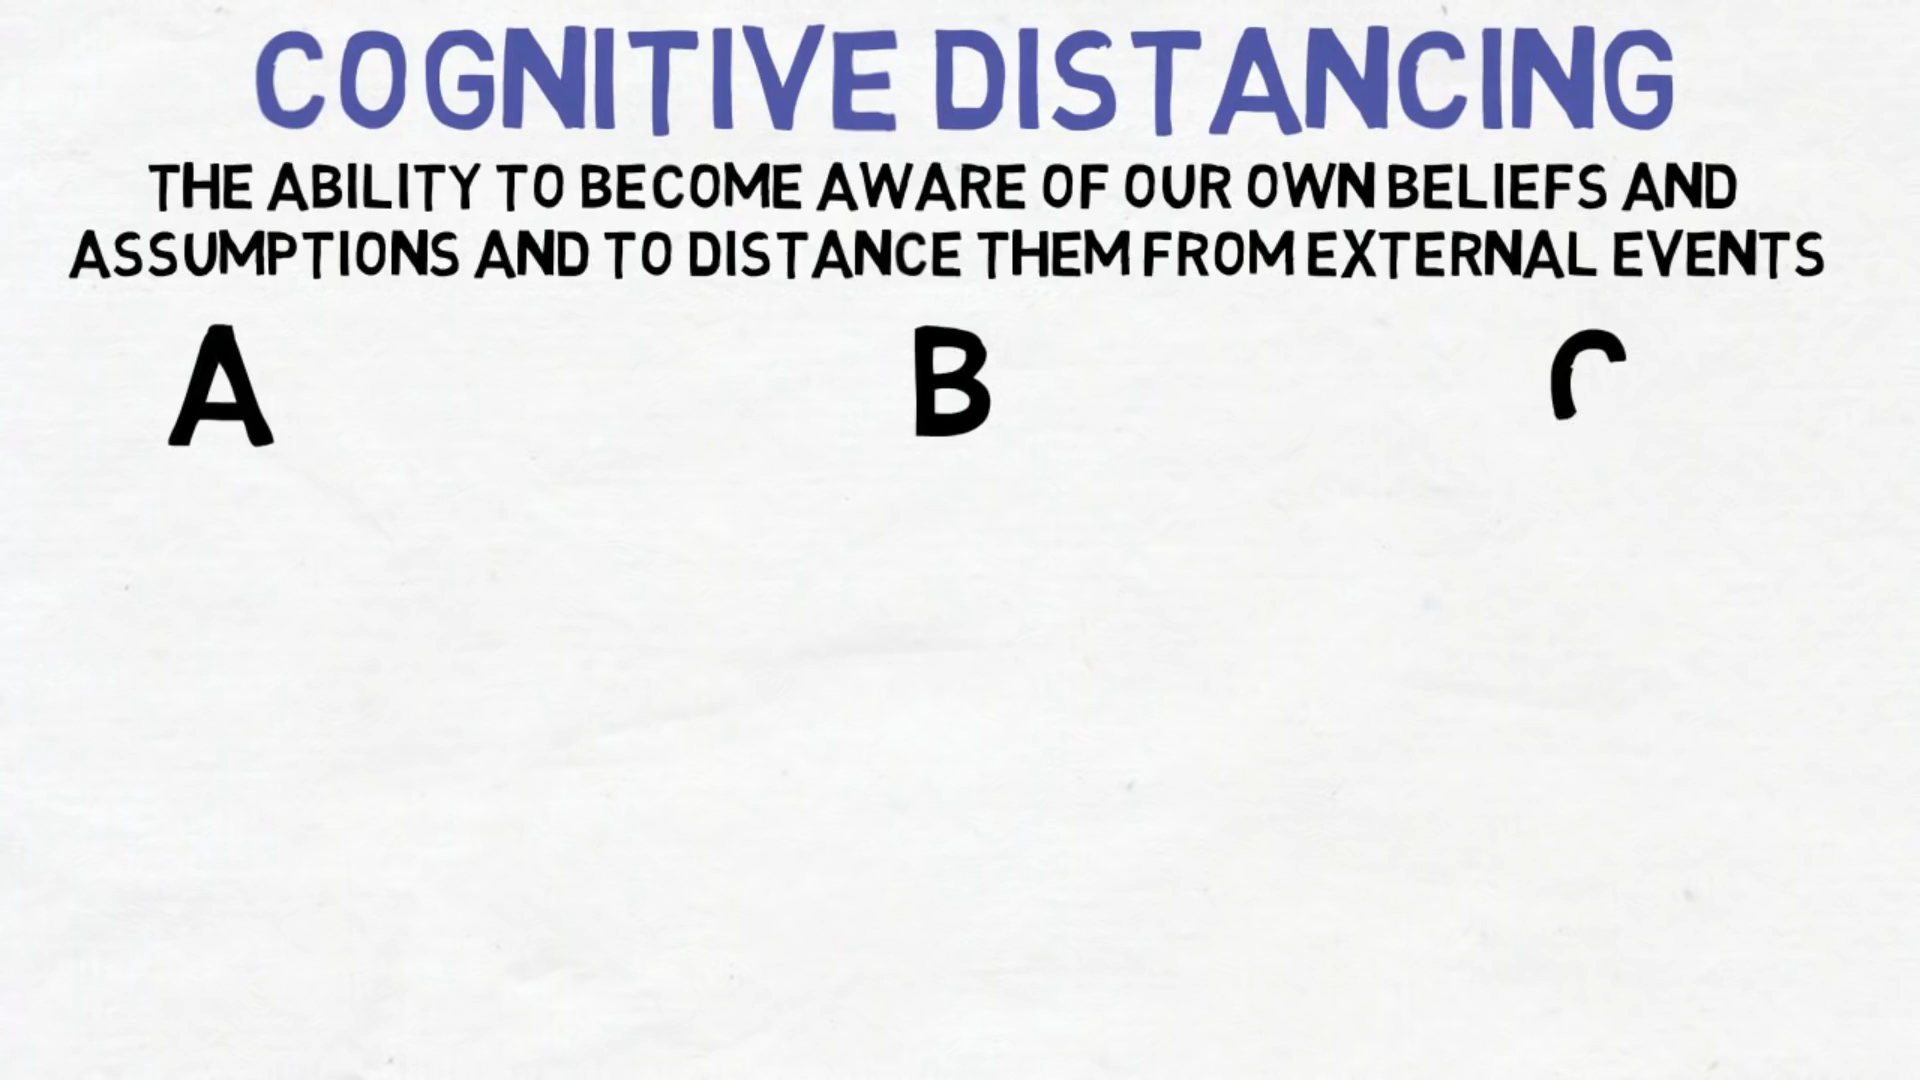 COGNITIVE DISTANCING
THE ABILITY TO BECOME AWARE OF OUR OWN BELIEFS AND
ASSUMPTIONS AND TO DISTANCE THEM FROM EXTERNAL EVENTS
A B C